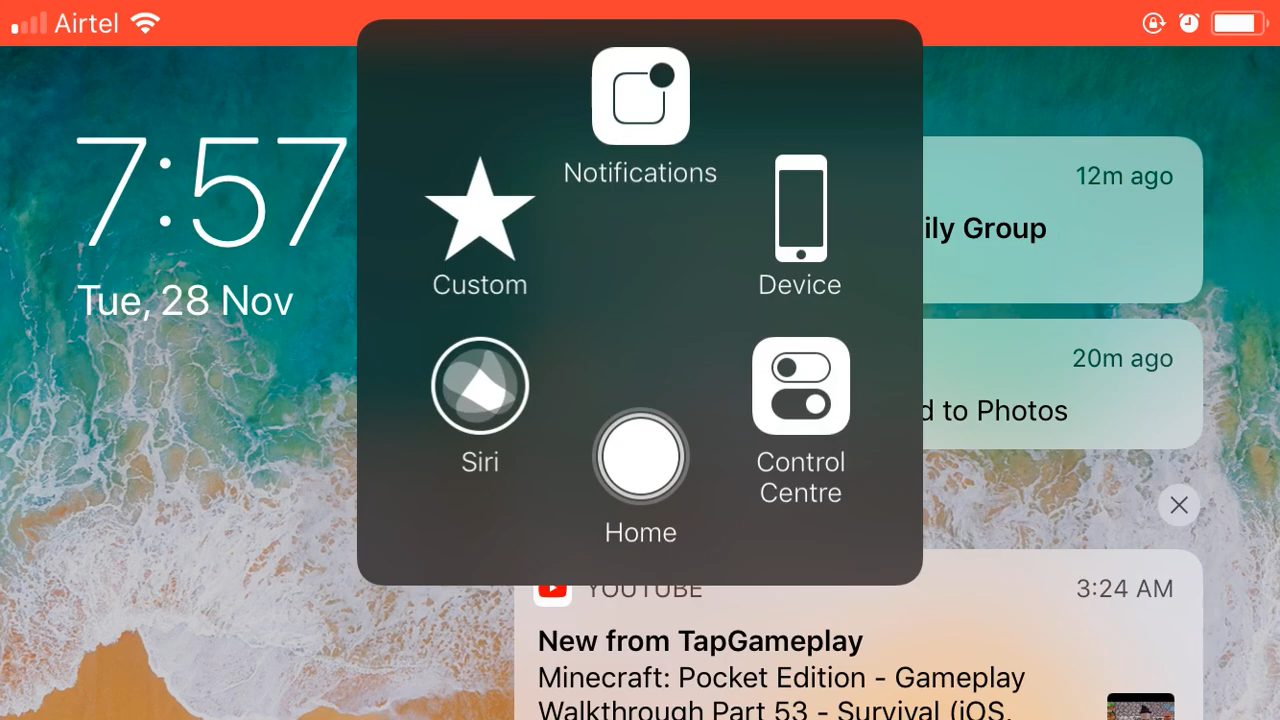 Airtel
7:57
Tue, 28 Nov
Notifications
Custom
Device
Siri
Control
Centre
Home
12m ago
ily Group
20m ago
d to Photos
YOUTUBE
3:24 AM
New from TapGameplay
Minecraft: Pocket Edition - Gameplay
Walkthrough Part 53 - Survival (iOS,